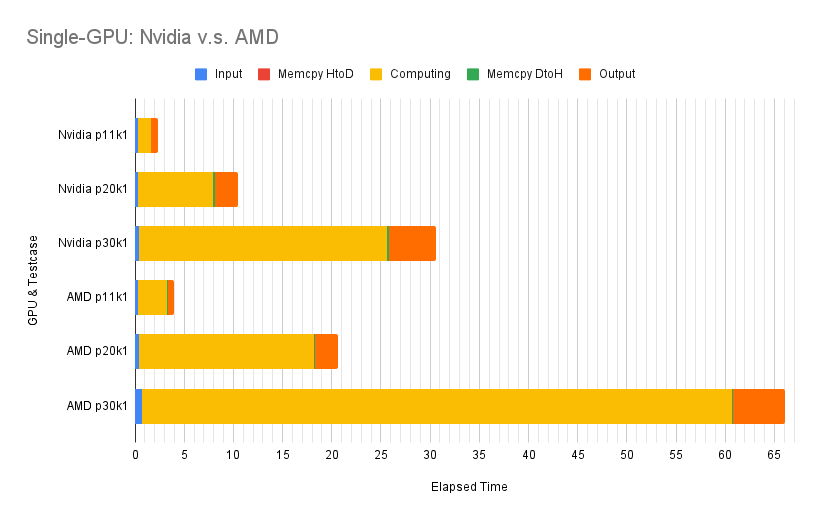 Single-GPU: Nvidia v.s. AMD
Input Memcpy HtoD Computing Memcpy DtoH Output
GPU & Testcase
Nvidia p11k1
Nvidia p20k1
Nvidia p30k1
AMD p11k1
AMD p20k1
AMD p30k1
0 5 10 15 20 25 30 35 40 45 50 55 60 65
Elapsed Time